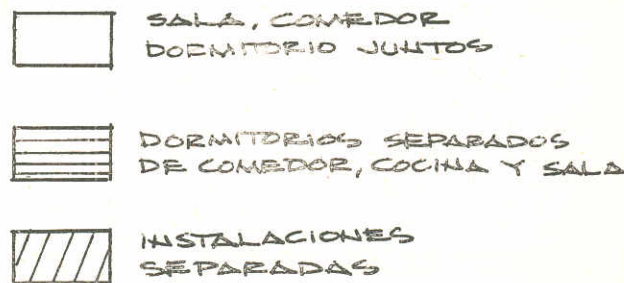 SALA, COMEDOR
DORMITORIO JUNTOS
DORMITORIOS SEPARADOS
DE COMEDOR, COCINA Y SALA
INSTALACIONES
SEPARADAS